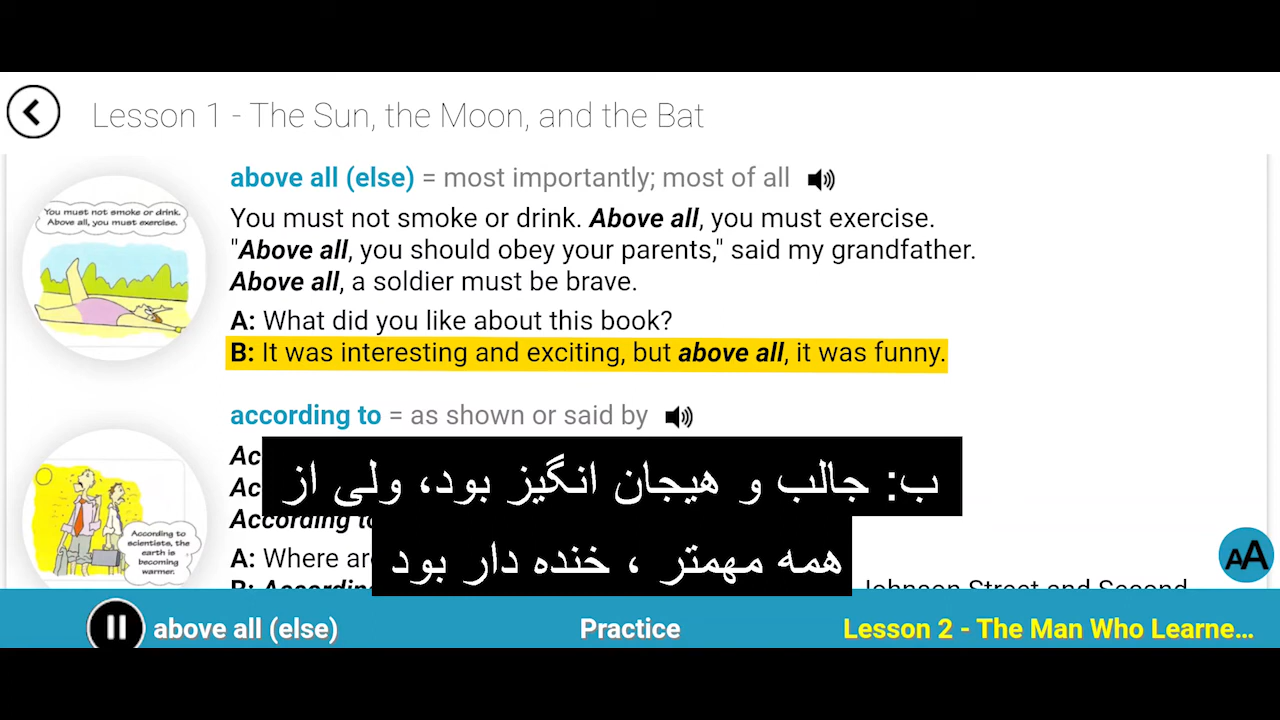 Lesson 1 - The Sun, the Moon, and the Bat
You must not smoke or drink.
Above all, you must exercise.
above all (else) = most importantly; most of all
You must not smoke or drink. Above all, you must exercise.
"Above all, you should obey your parents," said my grandfather.
Above all, a soldier must be brave.
A: What did you like about this book?
B: It was interesting and exciting, but above all, it was funny.
according to = as shown or said by
According to
A: Where
ب: جالب و هیجان انگیز بود، ولی از
همه مهمتر ، خنده دار بود
According to
scientists, the
earth is
becoming
warmer.
Johnson Street and Second
AA
above all (else)
Practice
Lesson 2 - The Man Who Learne...